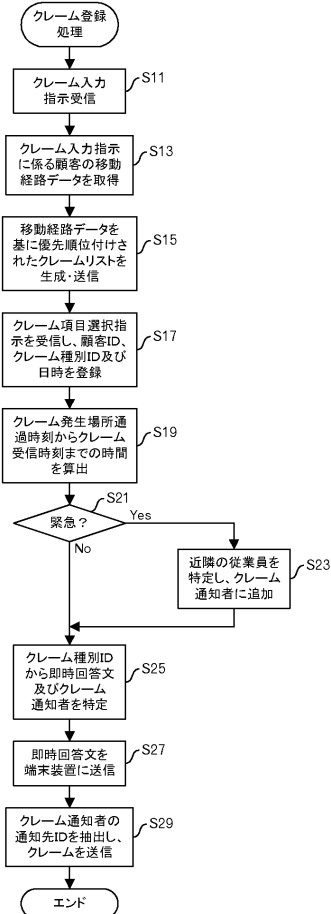 クレーム登録
処理
クレーム入力
指示受信
S11
クレーム入力指示
に係る顧客の移動
経路データを取得
S13
移動経路データを
基に優先順位付けさ
れたクレームリストを
生成・送信
S15
クレーム項目選択指
示を受信し、顧客ID、
クレーム種別ID及び
日時を登録
S17
クレーム発生場所通
過時刻からクレーム
受信時刻までの時間
を算出
S19
緊急？
S21
Yes
No
近隣の従業員を
特定し、クレーム
通知者に追加
S23
クレーム種別ID
から即時回答文
及びクレーム
通知者を特定
S25
即時回答文を
端末装置に送信
S27
クレーム通知者の
通知先IDを抽出し、
クレームを送信
S29
エンド